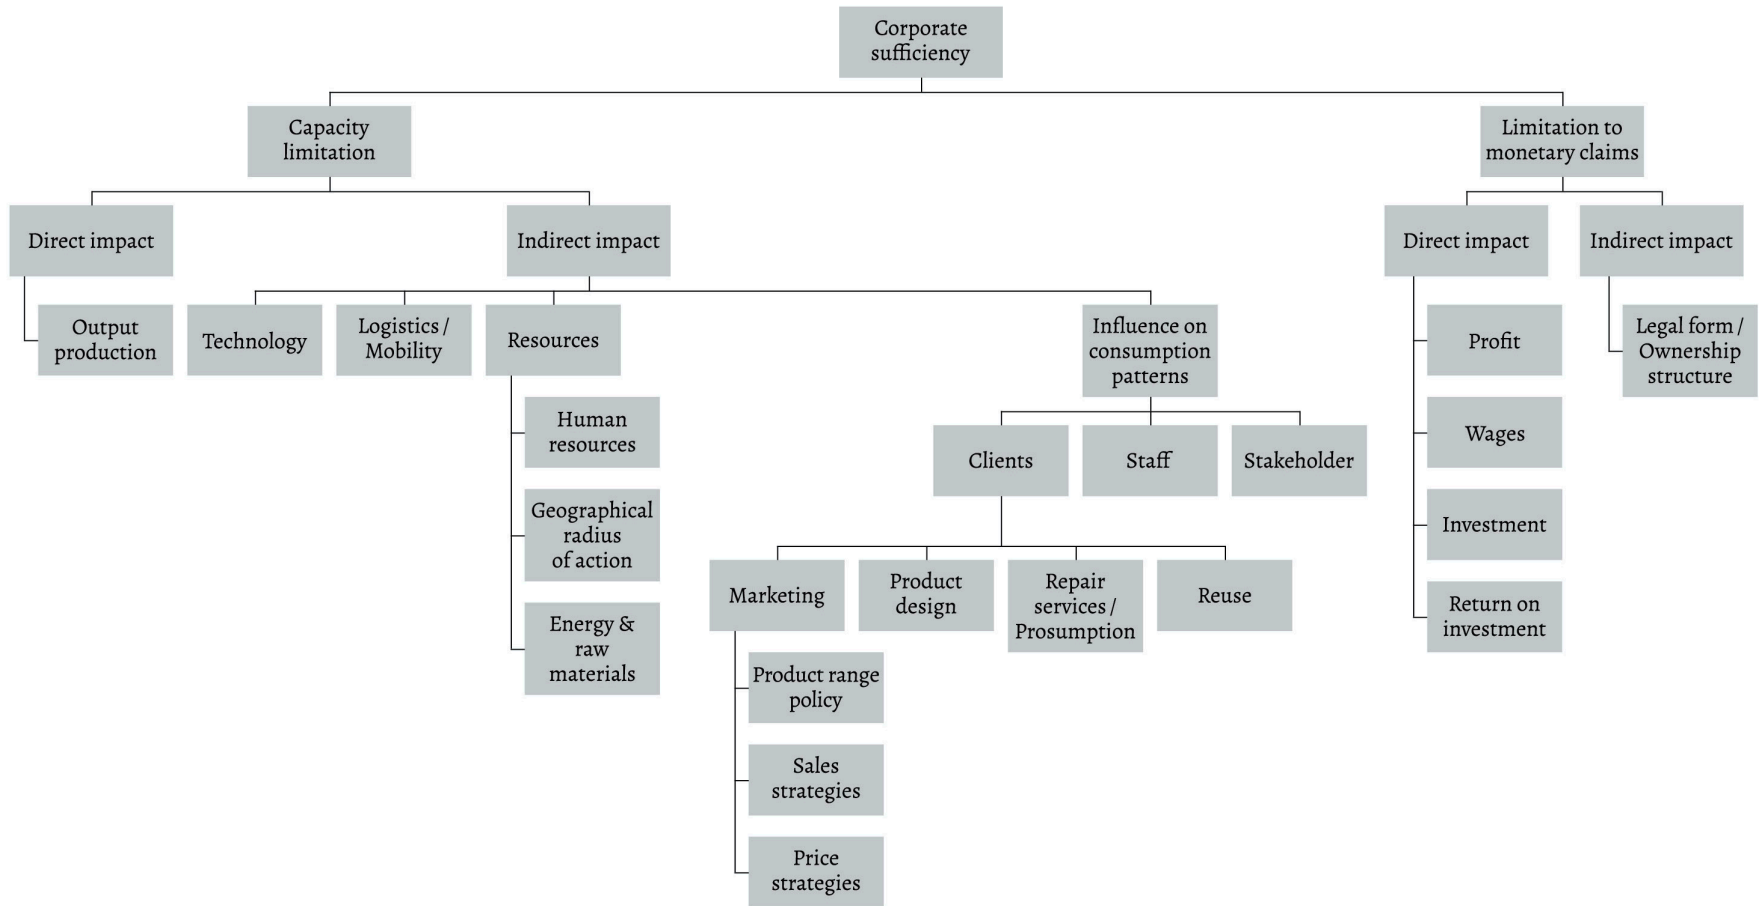 Corporate
sufficiency
Capacity
limitation
Limitation to
monetary claims
Direct impact
Indirect impact
Direct impact
Indirect impact
Output
production
Technology
Logistics /
Mobility
Resources
Influence on
consumption
patterns
Profit
Legal form /
Ownership
structure
Human
resources
Clients
Staff
Stakeholder
Wages
Geographical
radius
of action
Investment
Marketing
Product
design
Repair
services /
Prosumption
Reuse
Return on
investment
Energy &
raw
materials
Product range
policy
Sales
strategies
Price
strategies